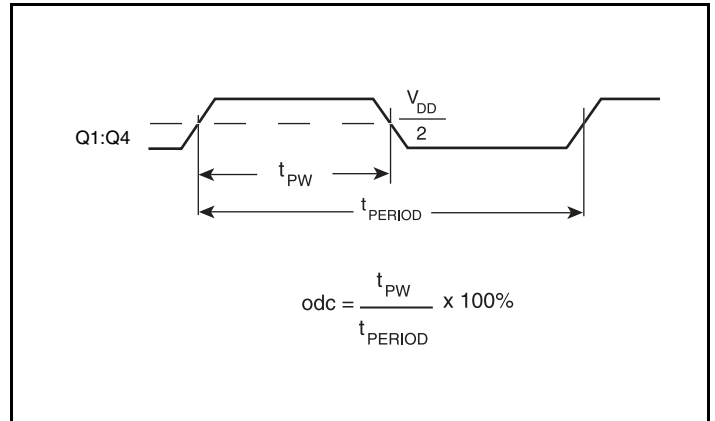 V_DD
2
Q1:Q4
t_PW
t_PERIOD
odc = t_PW / t_PERIOD x 100%